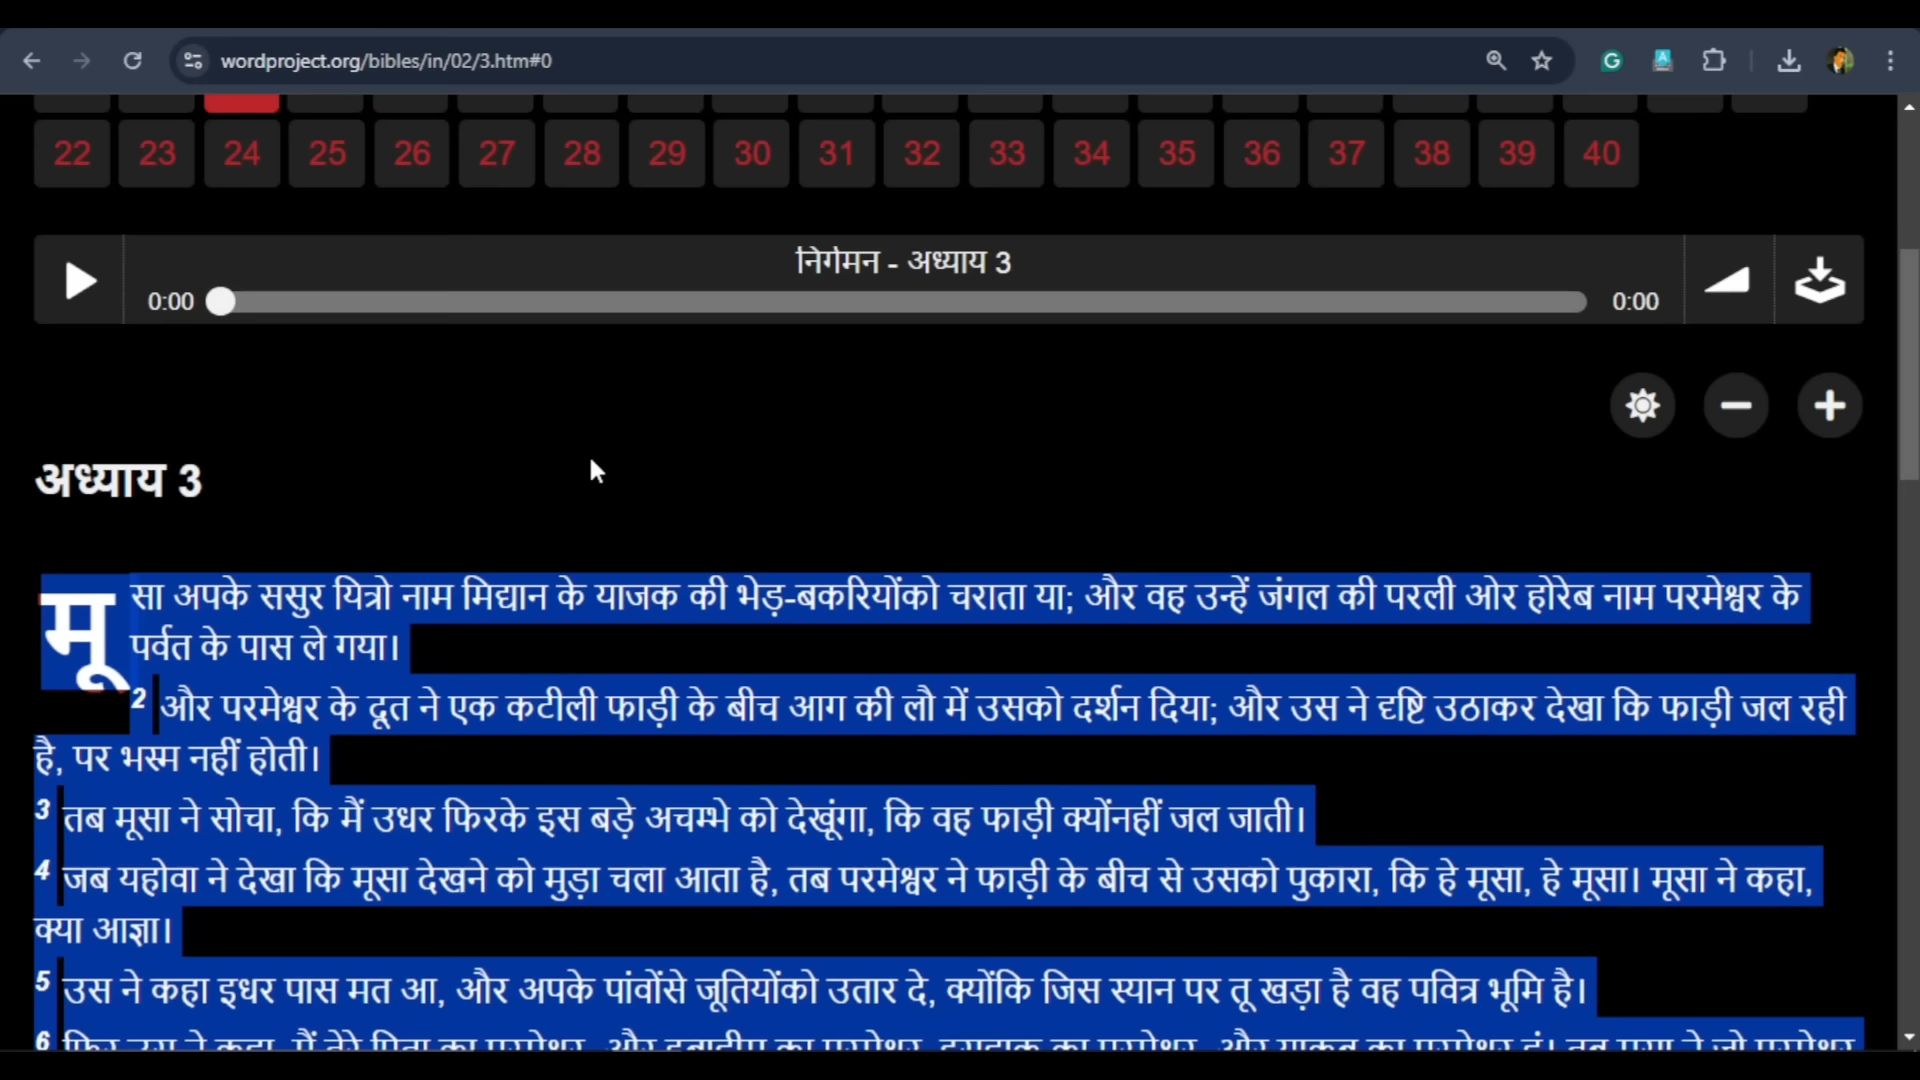 wordproject.org/bibles/in/02/3.htm#0
22 23 24 25 26 27 28 29 30 31 32 33 34 35 36 37 38 39 40
निर्गमन - अध्याय 3
0:00 0:00
अध्याय 3
मूसा अपके ससुर यित्रो नाम मिद्यान के याजक की भेड़-बकरियोंको चराता या; और वह उन्हें जंगल की परली ओर होरेब नाम परमेश्वर के
पर्वत के पास ले गया।
2 और परमेश्वर के दूत ने एक कटीली फाड़ी के बीच आग की लौ में उसको दर्शन दिया; और उस ने दृष्टि उठाकर देखा कि फाड़ी जल रही
है, पर भस्म नहीं होती।
3 तब मूसा ने सोचा, कि मैं उधर फिरके इस बड़े अचम्भे को देखूंगा, कि वह फाड़ी क्योंनहीं जल जाती।
4 जब यहोवा ने देखा कि मूसा देखने को मुड़ा चला आता है, तब परमेश्वर ने फाड़ी के बीच से उसको पुकारा, कि हे मूसा, हे मूसा। मूसा ने कहा,
क्या आज्ञा।
5 उस ने कहा इधर पास मत आ, और अपके पांवोंसे जूतियोंको उतार दे, क्योंकि जिस स्यान पर तू खड़ा है वह पवित्र भूमि है।
6